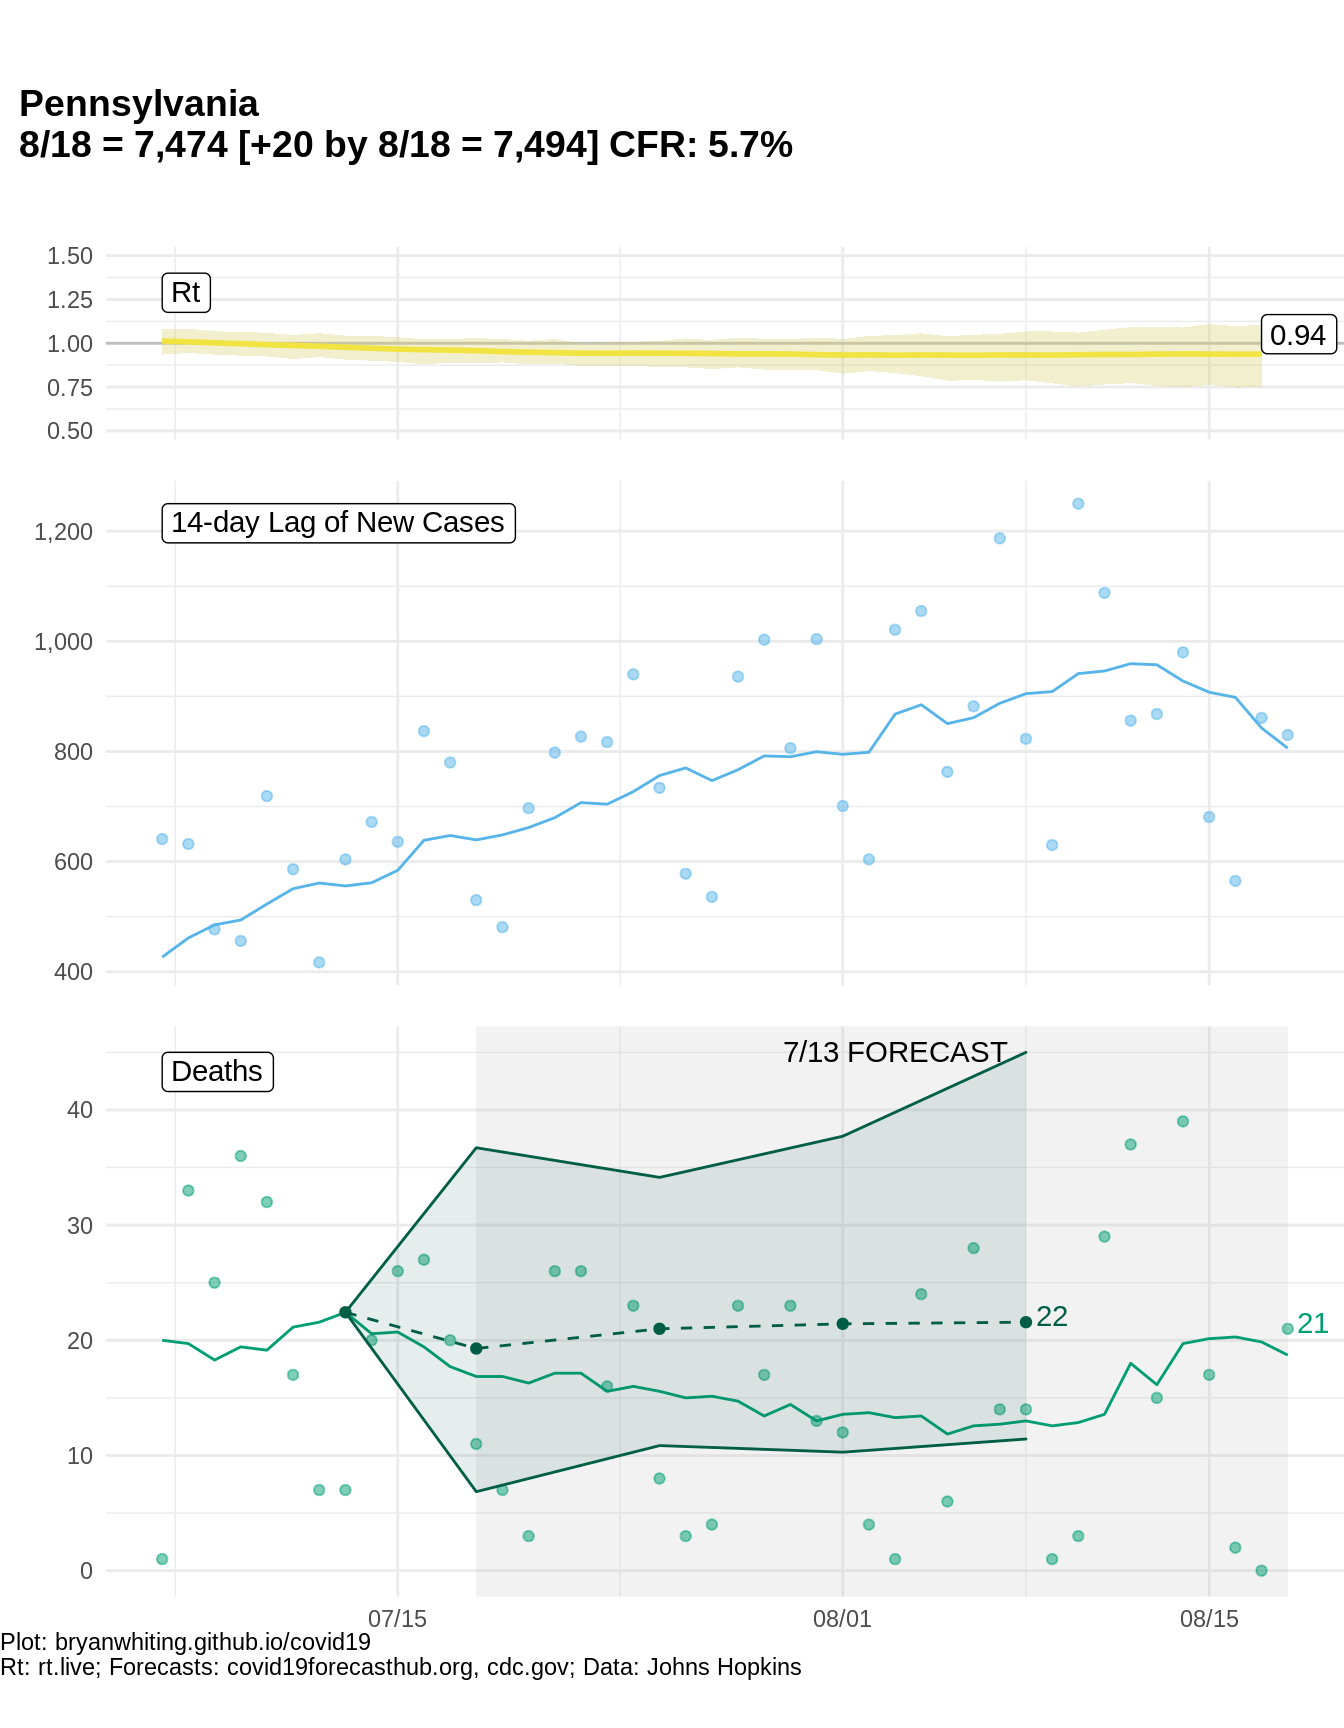 Pennsylvania
8/18 = 7,474 [+20 by 8/18 = 7,494] CFR: 5.7%
1.50
1.25
1.00
0.75
0.50
Rt
0.94
14-day Lag of New Cases
1,200
1,000
800
600
400
Deaths
7/13 FORECAST
40
30
20
10
0
22
21
07/15
08/01
08/15
Plot: bryanwhiting.github.io/covid19
Rt: rt.live; Forecasts: covid19forecasthub.org, cdc.gov; Data: Johns Hopkins